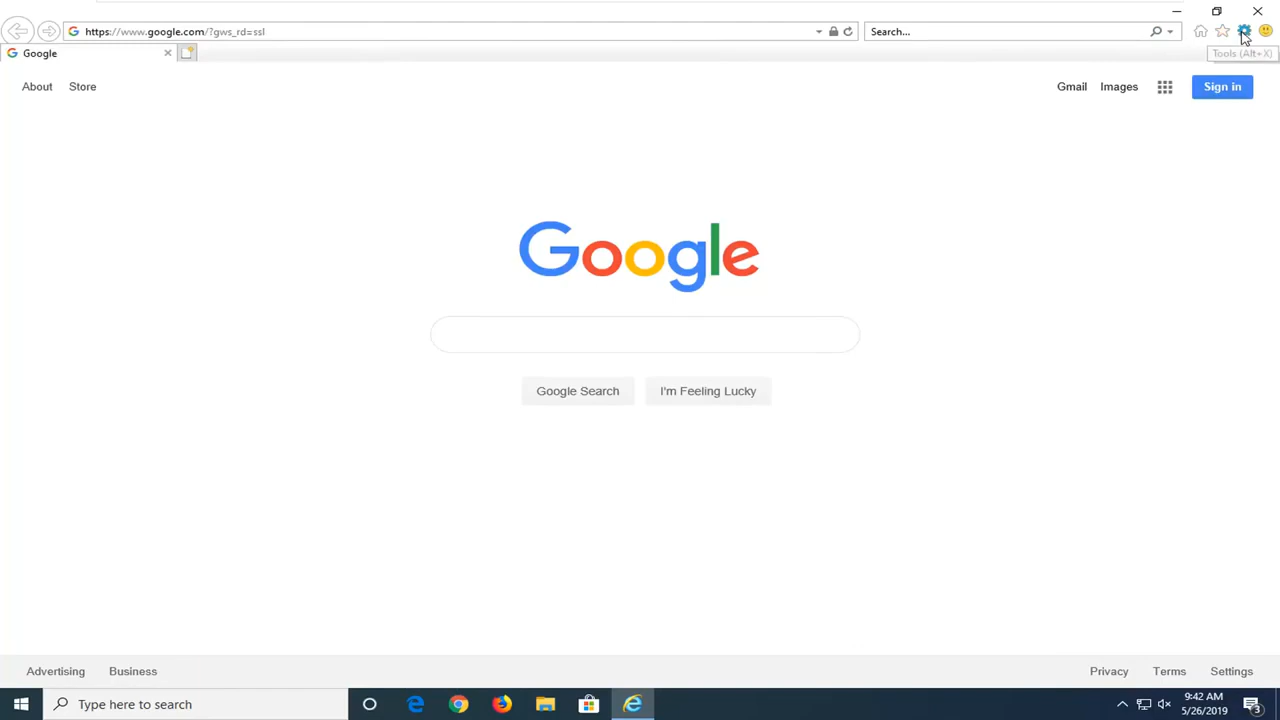 https://www.google.com/?gws_rd=ssl
Search...
Google
Tools (Alt+X)
About
Store
Gmail
Images
Sign in
Google
Google Search
I'm Feeling Lucky
Advertising
Business
Privacy
Terms
Settings
Type here to search
9:42 AM
5/26/2019
3